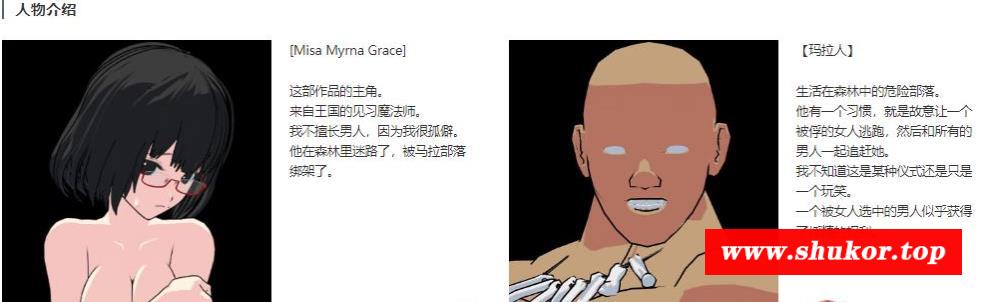 人物介绍
[Misa Myrna Grace]
这部作品的主角。
来自王国的见习魔法师。
我不擅长男人，因为我很孤僻。
他在森林里迷路了，被马拉部落
绑架了。
【玛拉人】
生活在森林中的危险部落。
他有一个习惯，就是故意让一个
被俘的女人逃跑，然后和所有的
男人一起追赶她。
我不知道这是某种仪式还是只是
一个玩笑。
一个被女人选中的男人似乎获得
www.shukor.top